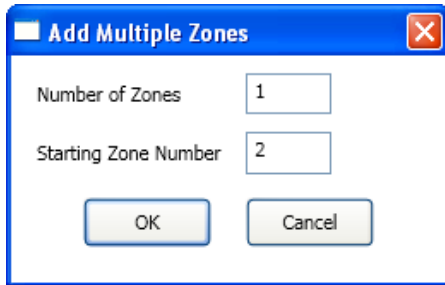 Add Multiple Zones
Number of Zones 1
Starting Zone Number 2
OK Cancel